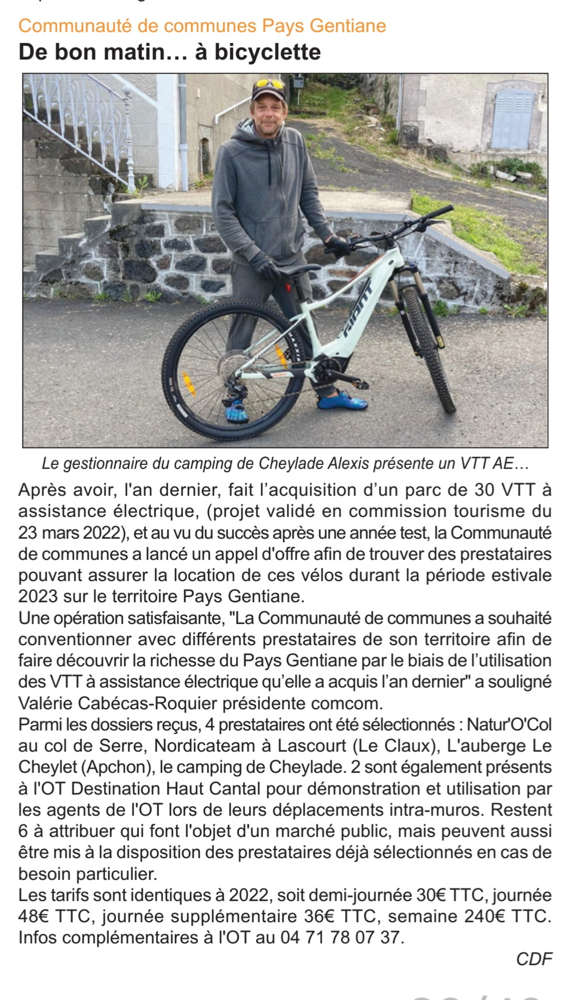 Communauté de communes Pays Gentiane
De bon matin… à bicyclette
GIANT
MAXXIS
Le gestionnaire du camping de Cheylade Alexis présente un VTT AE…
Après avoir, l'an dernier, fait l’acquisition d’un parc de 30 VTT à
assistance électrique, (projet validé en commission tourisme du
23 mars 2022), et au vu du succès après une année test, la Communauté
de communes a lancé un appel d'offre afin de trouver des prestataires
pouvant assurer la location de ces vélos durant la période estivale
2023 sur le territoire Pays Gentiane.
Une opération satisfaisante, "La Communauté de communes a souhaité
conventionner avec différents prestataires de son territoire afin de
faire découvrir la richesse du Pays Gentiane par le biais de l’utilisation
des VTT à assistance électrique qu’elle a acquis l’an dernier" a souligné
Valérie Cabécas-Roquier présidente comcom.
Parmi les dossiers reçus, 4 prestataires ont été sélectionnés : Natur'O'Col
au col de Serre, Nordicateam à Lascourt (Le Claux), L'auberge Le
Cheylet (Apchon), le camping de Cheylade. 2 sont également présents
à l'OT Destination Haut Cantal pour démonstration et utilisation par
les agents de l'OT lors de leurs déplacements intra-muros. Restent
6 à attribuer qui font l'objet d'un marché public, mais peuvent aussi
être mis à la disposition des prestataires déjà sélectionnés en cas de
besoin particulier.
Les tarifs sont identiques à 2022, soit demi-journée 30€ TTC, journée
48€ TTC, journée supplémentaire 36€ TTC, semaine 240€ TTC.
Infos complémentaires à l'OT au 04 71 78 07 37.
CDF